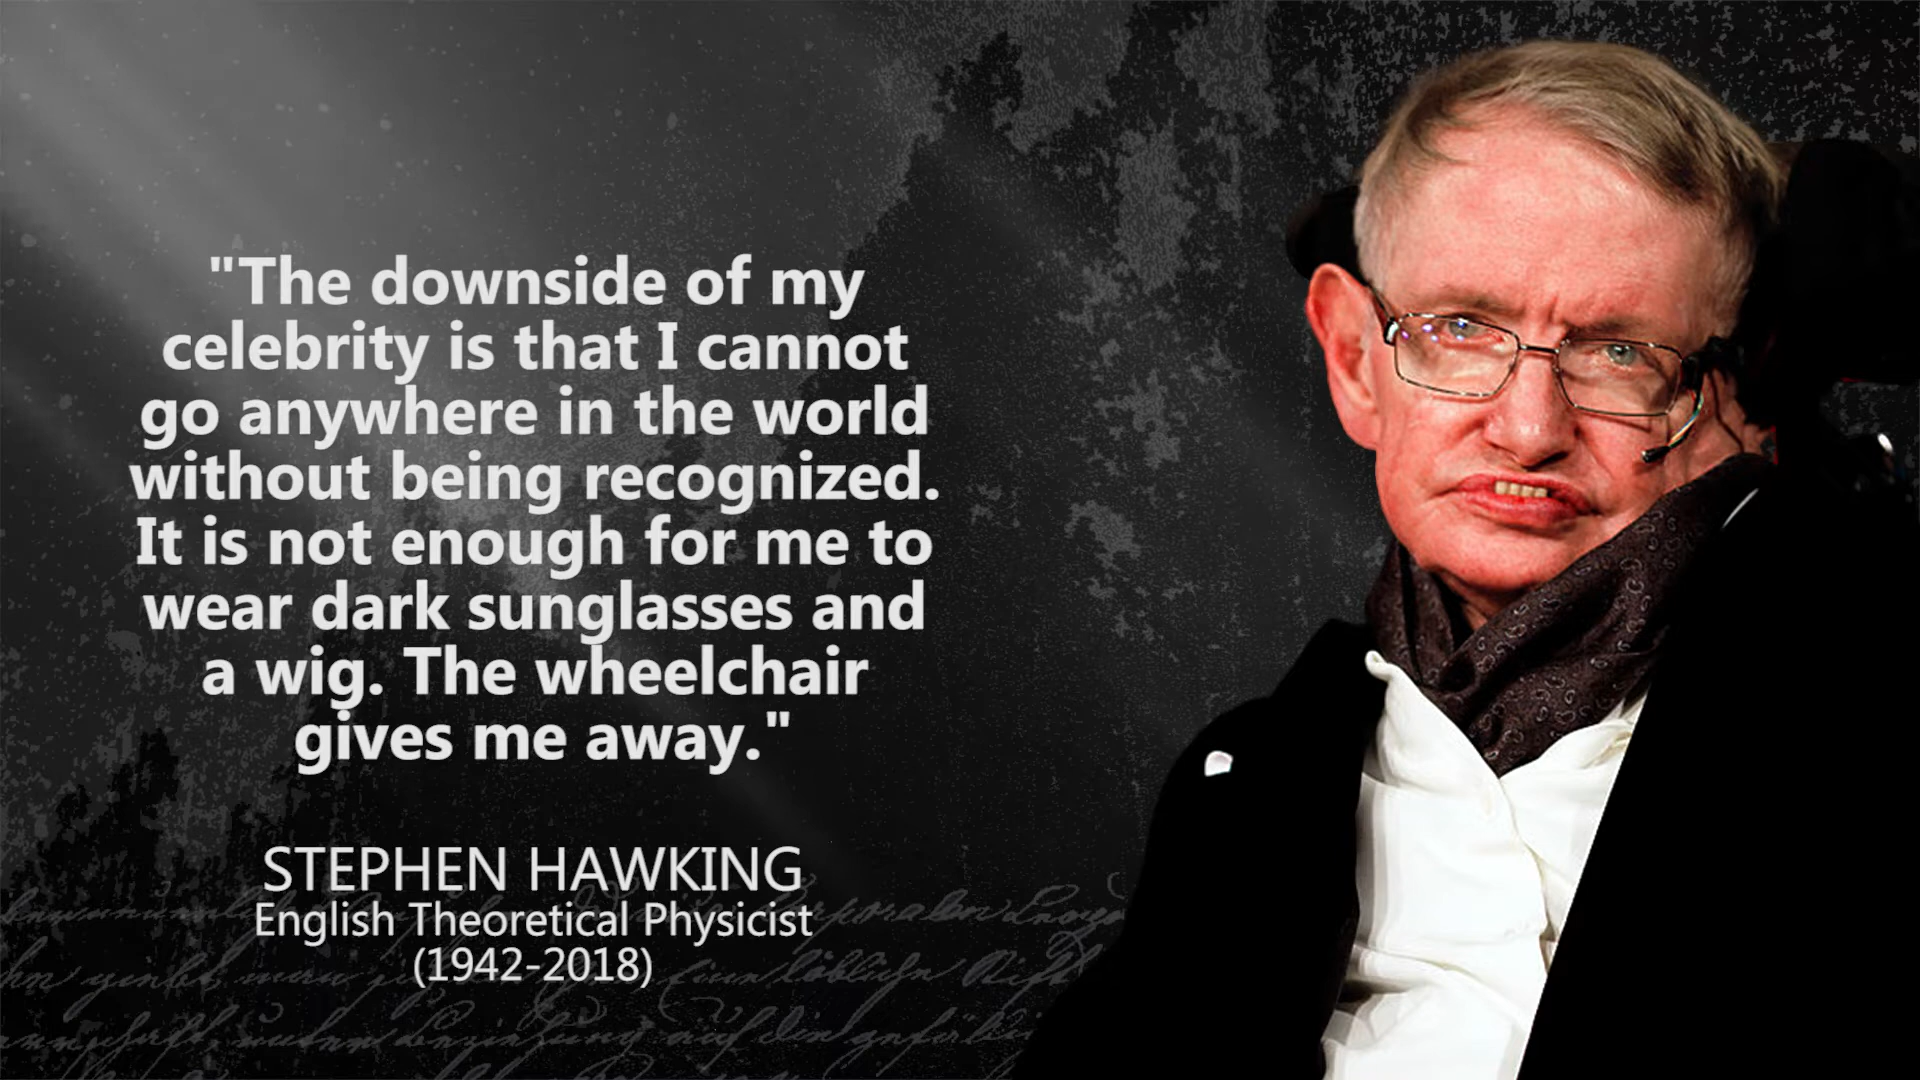 "The downside of my
celebrity is that I cannot
go anywhere in the world
without being recognized.
It is not enough for me to
wear dark sunglasses and
a wig. The wheelchair
gives me away."
STEPHEN HAWKING
English Theoretical Physicist
(1942-2018)